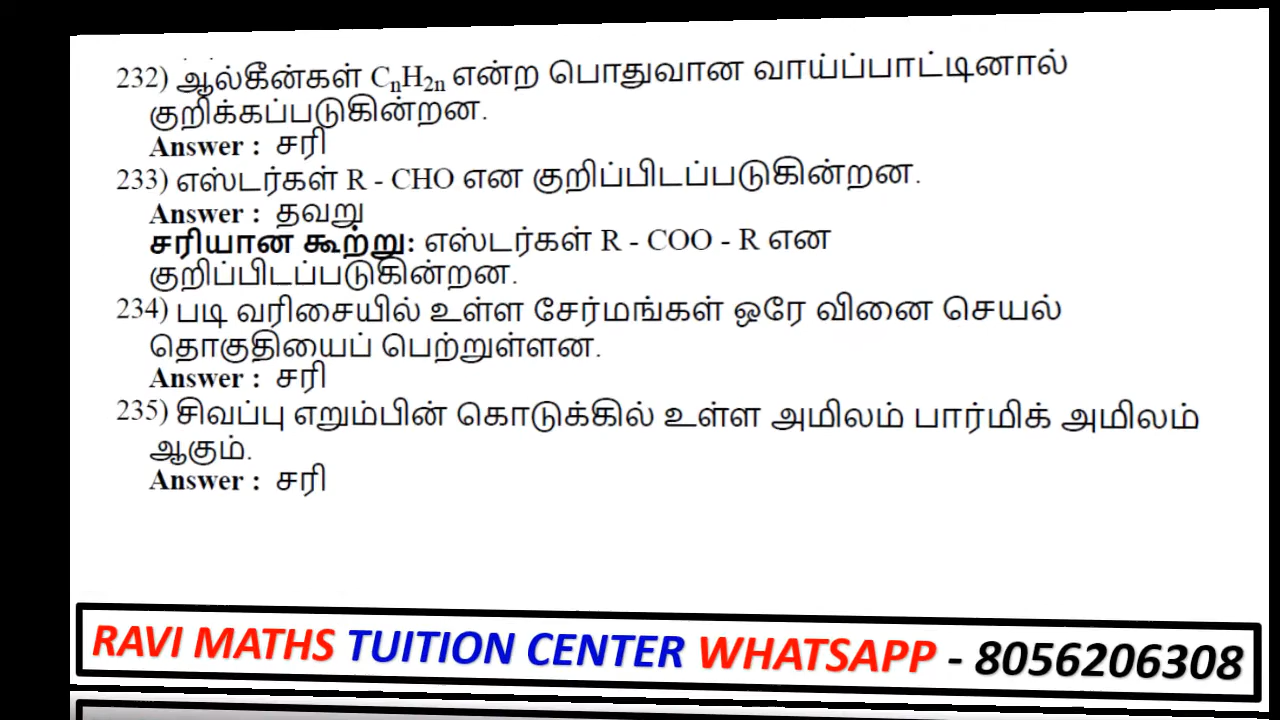 232) ஆல்கீன்கள் CnH2n என்ற பொதுவான வாய்ப்பாட்டினால்
குறிக்கப்படுகின்றன.
Answer : சரி
233) எஸ்டர்கள் R - CHO என குறிப்பிடப்படுகின்றன.
Answer : தவறு
சரியான கூற்று: எஸ்டர்கள் R - COO - R என
குறிப்பிடப்படுகின்றன.
234) படி வரிசையில் உள்ள சேர்மங்கள் ஒரே வினை செயல்
தொகுதியைப் பெற்றுள்ளன.
Answer : சரி
235) சிவப்பு எறும்பின் கொடுக்கில் உள்ள அமிலம் பார்மிக் அமிலம்
ஆகும்.
Answer : சரி
RAVI MATHS TUITION CENTER WHATSAPP - 8056206308